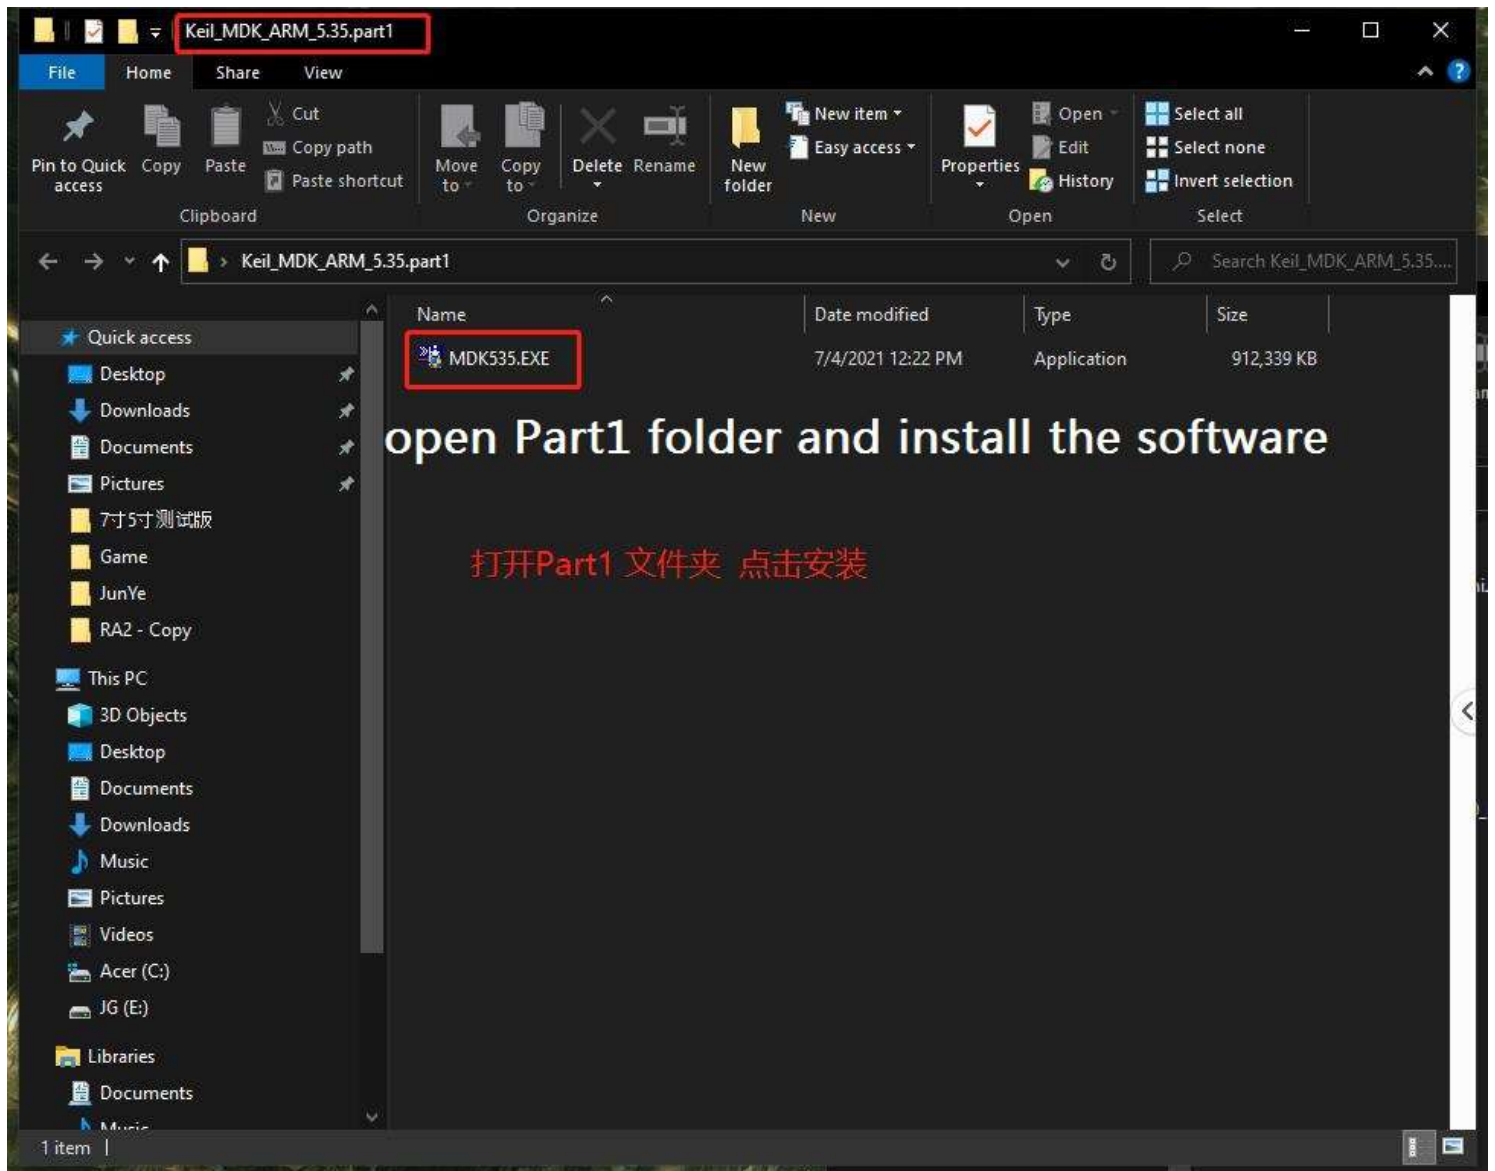 Keil_MDK_ARM_5.35.part1
File Home Share View
Pin to Quick access
Copy
Paste
Cut
Copy path
Paste shortcut
Clipboard
Move to
Copy to
Delete
Rename
Organize
New folder
New item
Easy access
New
Properties
Open
Edit
History
Open
Select all
Select none
Invert selection
Select
Keil_MDK_ARM_5.35.part1
Search Keil_MDK_ARM_5.35....
Name Date modified Type Size
MDK535.EXE 7/4/2021 12:22 PM Application 912,339 KB
open Part1 folder and install the software
打开Part1 文件夹 点击安装
Quick access
Desktop
Downloads
Documents
Pictures
7寸5寸测试版
Game
JunYe
RA2 - Copy
This PC
3D Objects
Desktop
Documents
Downloads
Music
Pictures
Videos
Acer (C:)
JG (E:)
Libraries
Documents
Music
1 item